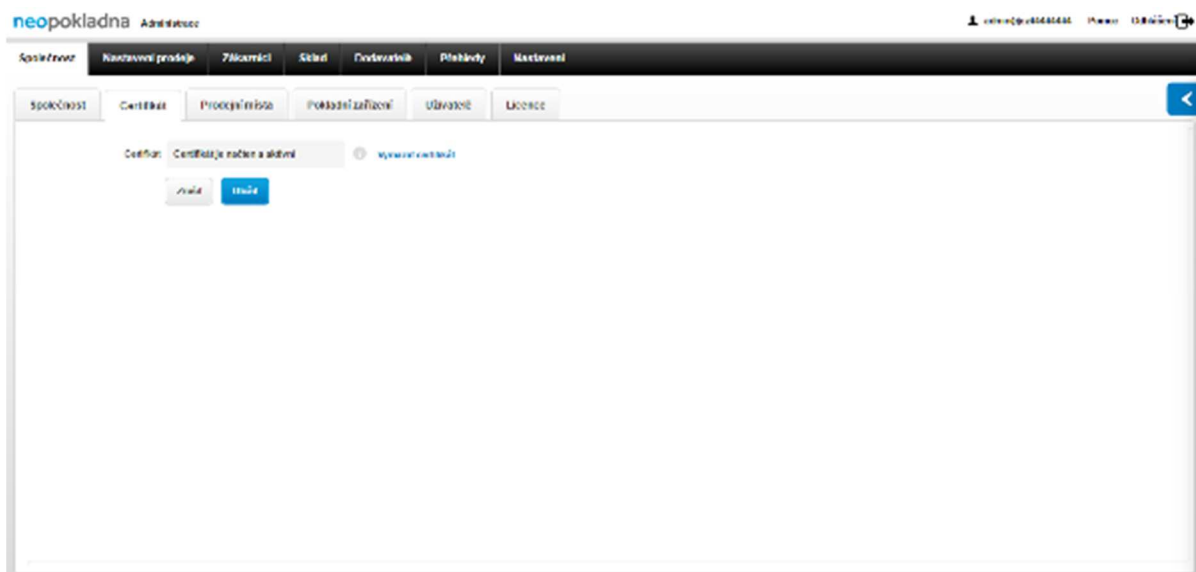 neopokladna Administrace Pomoc Odhlášení
Společnost Nastavení prodeje Zákazníci Sklad Dodavatelé Přehledy Nastavení
Společnost Certifikát Prodejní místa Pokladní zařízení Uživatelé Licence
Certifikát: Certifikát je načten a aktivní Vymazat certifikát
Zrušit Uložit